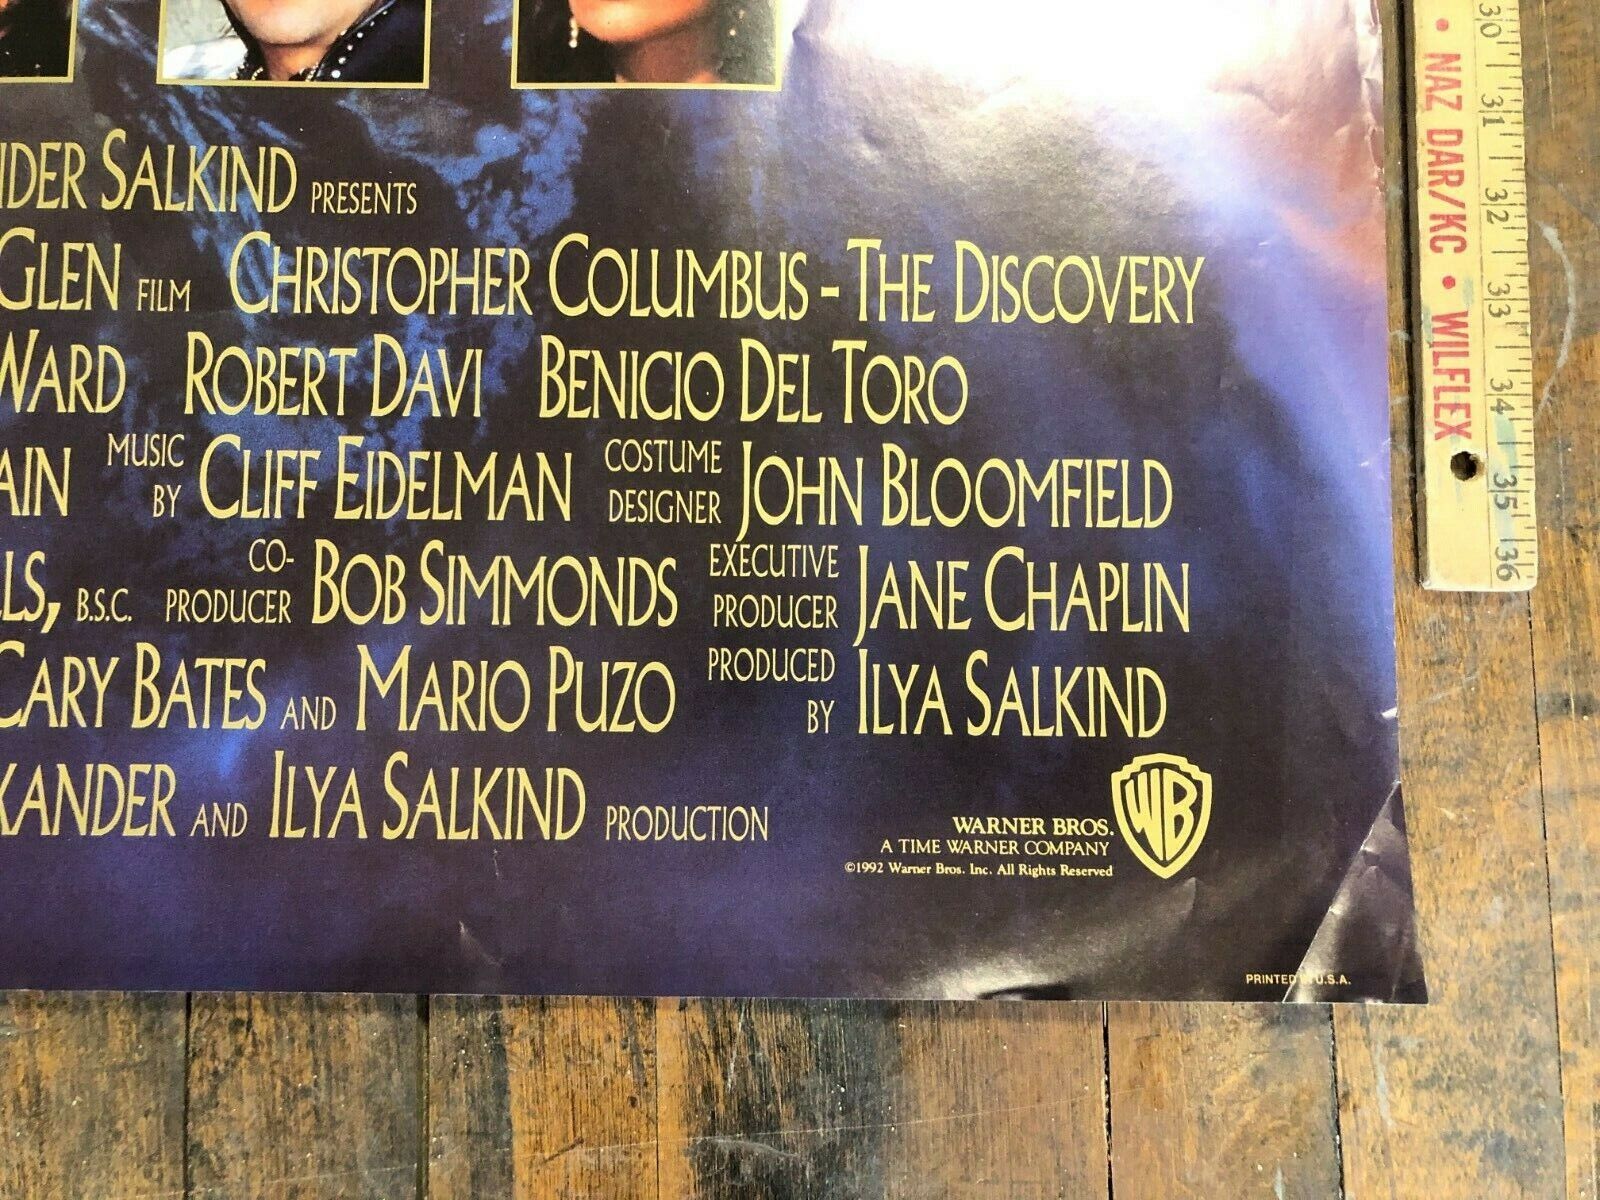 NDER SALKIND PRESENTS
GLEN FILM CHRISTOPHER COLUMBUS - THE DISCOVERY
WARD ROBERT DAVI BENICIO DEL TORO
AIN MUSIC BY CLIFF EIDELMAN COSTUME DESIGNER JOHN BLOOMFIELD
LLS, B.S.C. CO-PRODUCER BOB SIMMONDS EXECUTIVE PRODUCER JANE CHAPLIN
CARY BATES AND MARIO PUZO PRODUCED BY ILYA SALKIND
XANDER AND ILYA SALKIND PRODUCTION
WARNER BROS.
A TIME WARNER COMPANY
©1992 Warner Bros. Inc. All Rights Reserved
WB
PRINTED U.S.A.
• NAZ DAR/KC • WILFLEX
30 31 32 33 34 35 36